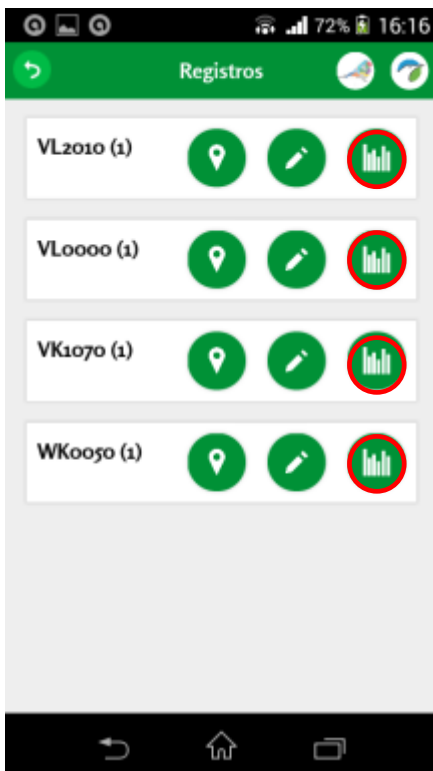 72% 16:16
Registros
VL2010 (1)
VL0000 (1)
VK1070 (1)
WK0050 (1)